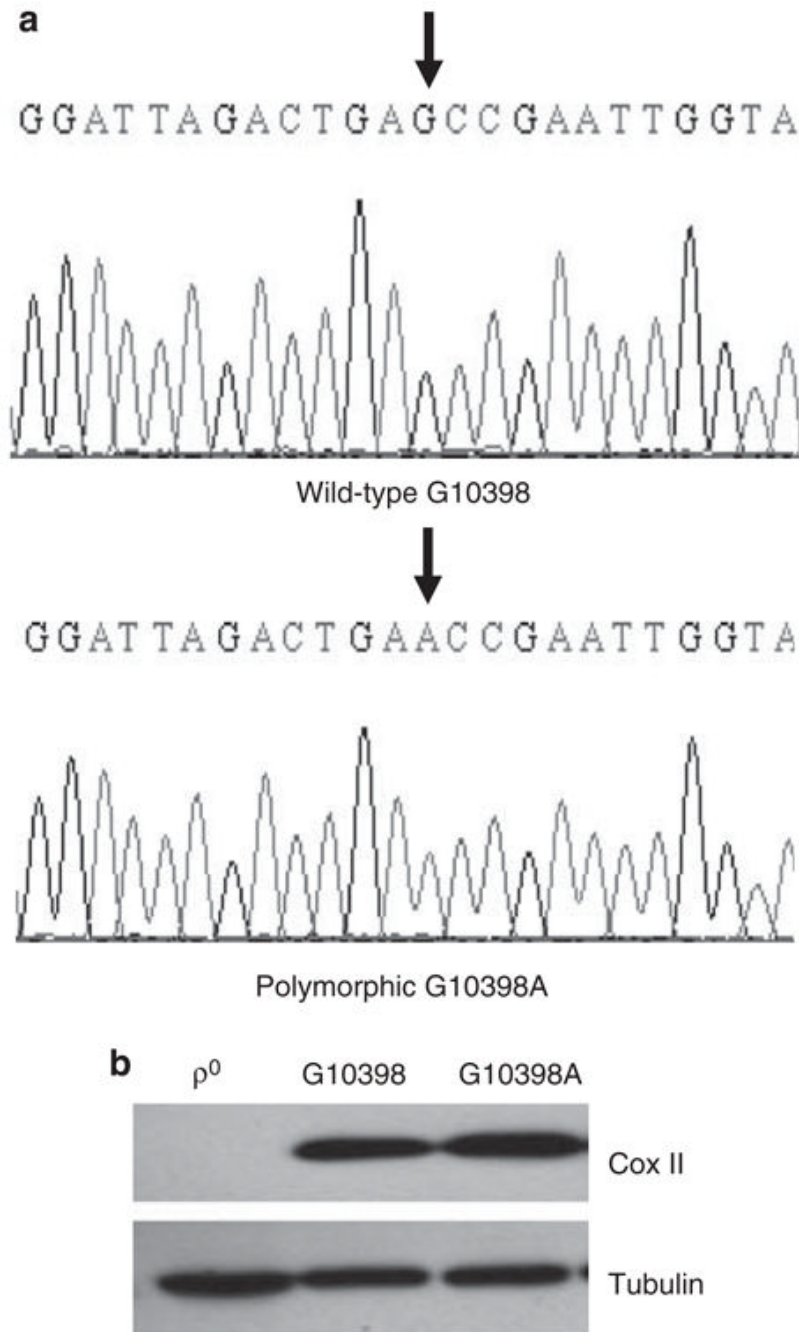 a
GGATTAGACTGAGCCGAATTGGTA
Wild-type G10398
GGATTAGACTGAACCGAATTGGTA
Polymorphic G10398A
b
ρ⁰ G10398 G10398A
Cox II
Tubulin